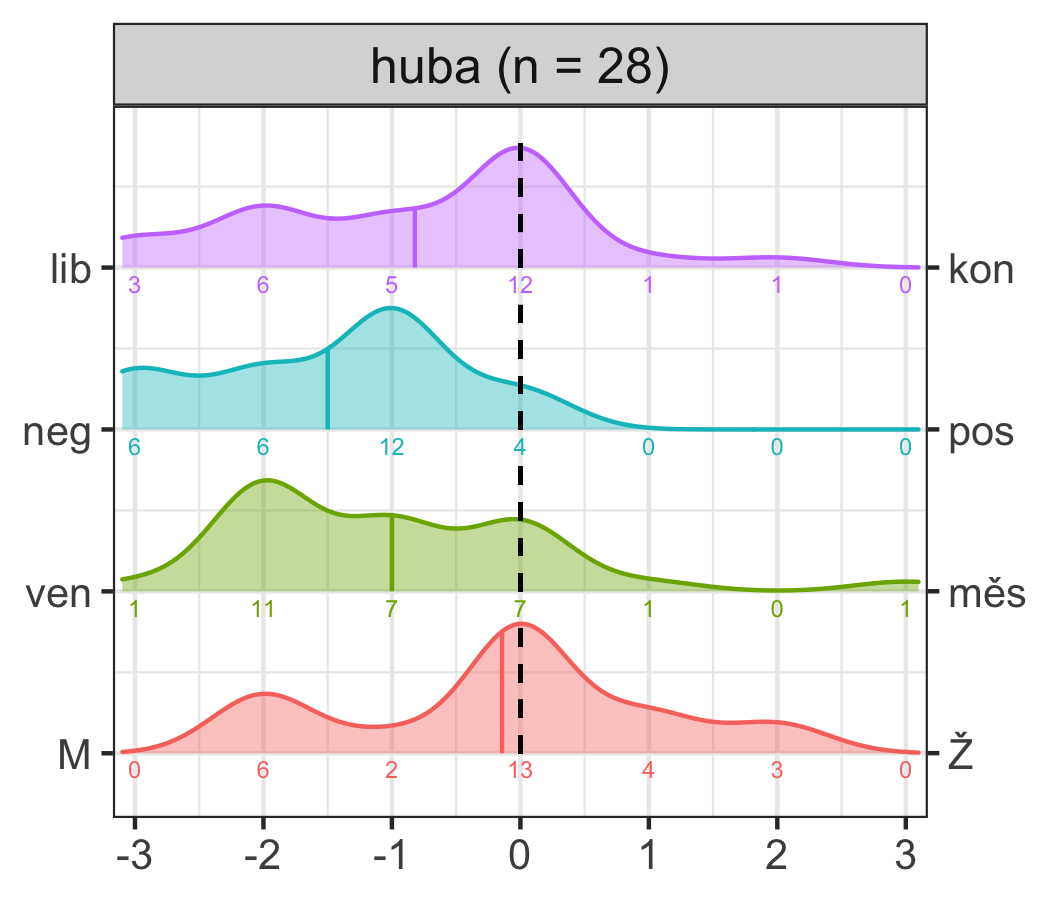 huba (n = 28)
lib kon
3 6 5 12 1 1 0
neg pos
6 6 12 4 0 0 0
ven měs
1 11 7 7 1 0 1
M Ž
0 6 2 13 4 3 0
-3 -2 -1 0 1 2 3